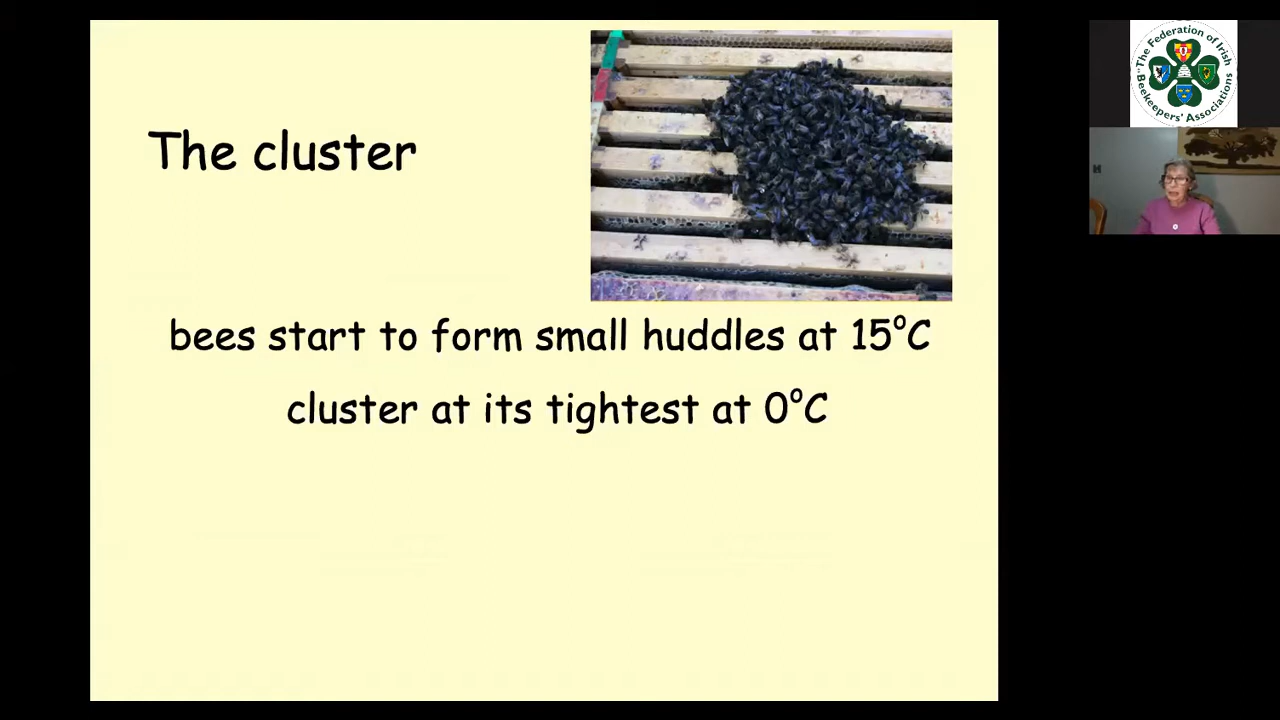 The cluster
bees start to form small huddles at 15°C
cluster at its tightest at 0°C
"The Federation of Irish
Beekeepers' Associations"